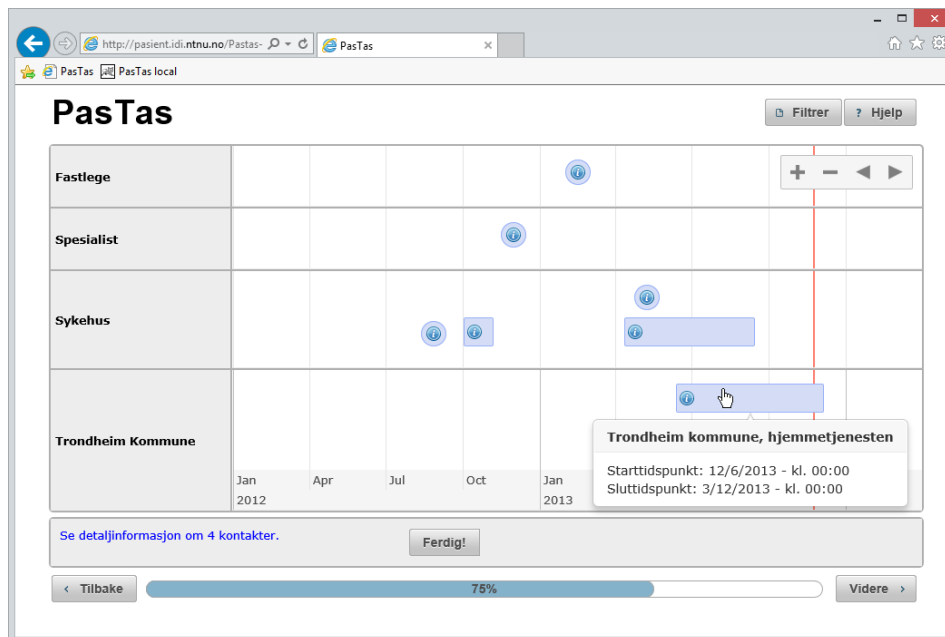 http://pasient.idi.ntnu.no/Pastas-
PasTas
PasTas
PasTas local
PasTas
Filtrer
? Hjelp
Fastlege
Spesialist
Sykehus
Trondheim Kommune
Jan Apr Jul Oct Jan
2012 2013
Trondheim kommune, hjemmetjenesten
Starttidspunkt: 12/6/2013 - kl. 00:00
Sluttidspunkt: 3/12/2013 - kl. 00:00
Se detaljinformasjon om 4 kontakter.
Ferdig!
‹ Tilbake
75%
Videre ›